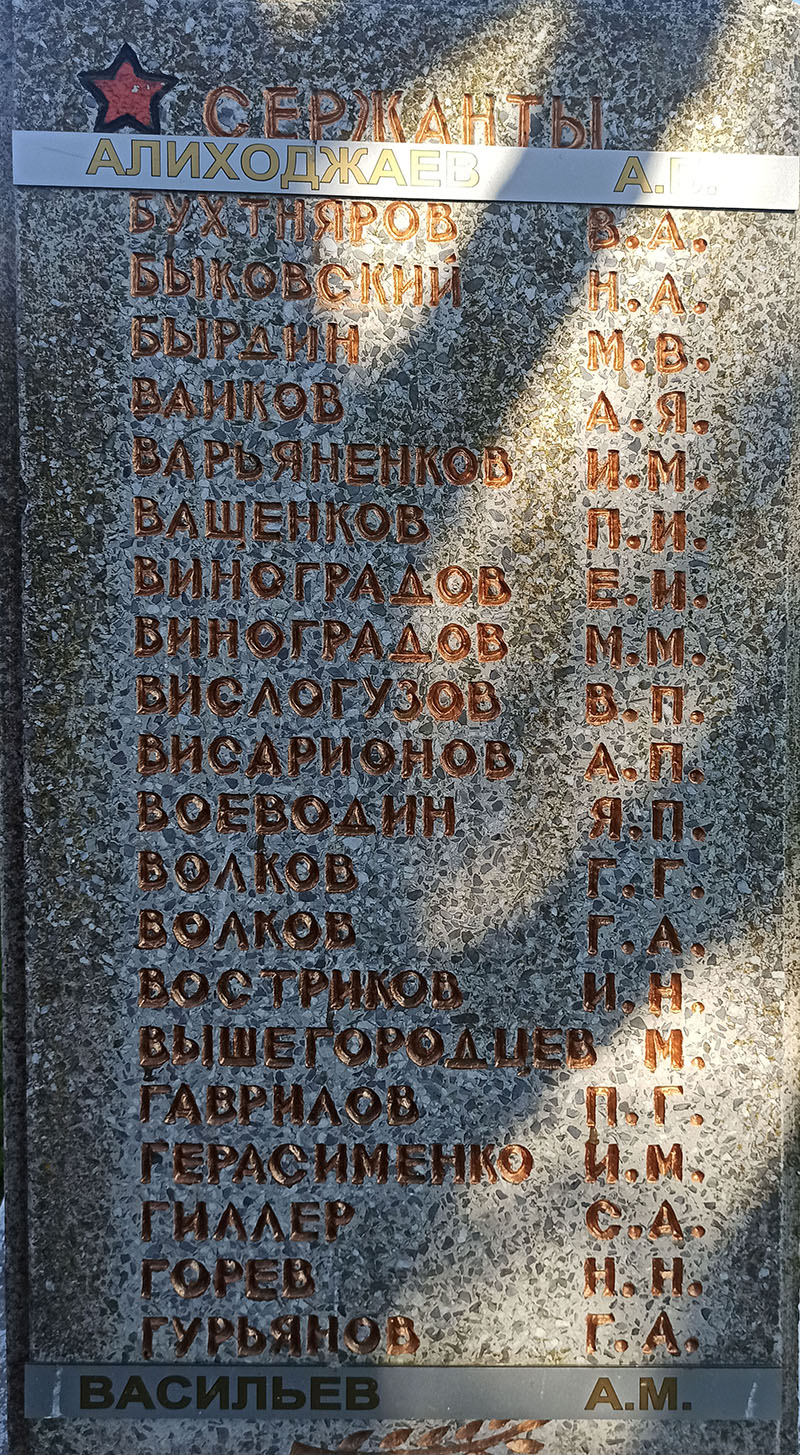 СЕРЖАНТЫ
АЛИХОДЖАЕВ
БУХТНЯРОВ В.А.
БЫКОВСКИЙ Н.А.
БЫРДИН М.В.
ВАИКОВ А.Я.
ВАРЬЯНЕНКОВ И.М.
ВАЩЕНКОВ П.И.
ВИНОГРАДОВ Е.И.
ВИНОГРАДОВ М.М.
ВИСЛОГУЗОВ В.П.
ВИСАРИОНОВ А.П.
ВОЕВОДИН Я.П.
ВОЛКОВ Г.Г.
ВОЛКОВ Г.А.
ВОСТРИКОВ И.Н.
ВЫШЕГОРОДЦЕВ М.
ГАВРИЛОВ П.Г.
ГЕРАСИМЕНКО И.М.
ГИЛЛЕР С.А.
ГОРЕВ Н.Н.
ГУРЬЯНОВ Г.А.
ВАСИЛЬЕВ А.М.